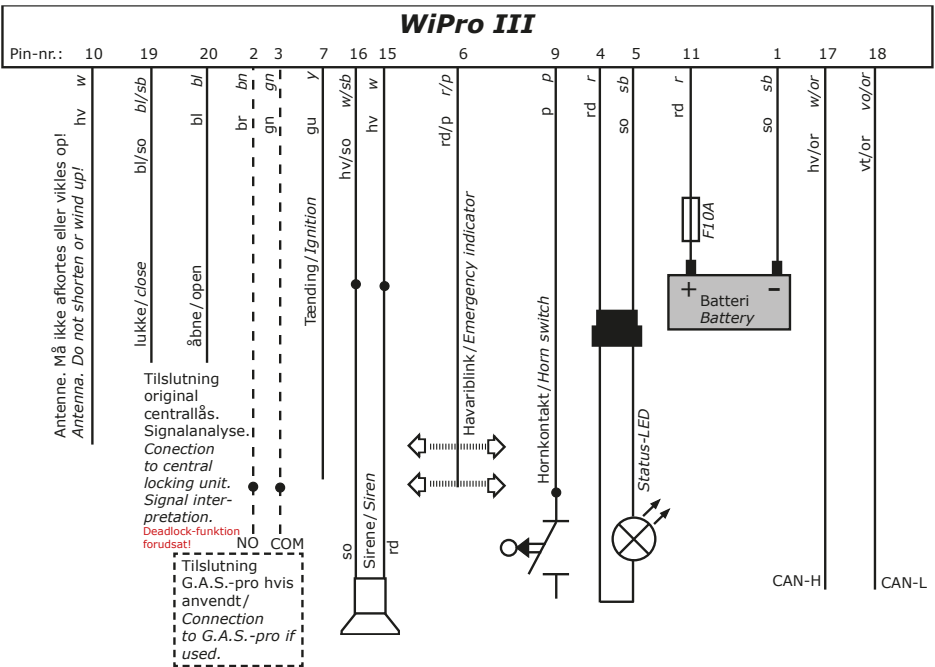 WiPro III
Pin-nr.: 10 19 20 2 3 7 16 15 6 9 4 5 11 1 17 18
hv w
bl/so bl/sb
bl bl
br bn
gn gn
gu y
hv/so w/sb
hv w
rd/p r/p
p p
rd r
so sb
rd r
so sb
hv/or w/or
vt/or vo/or
Antenne. Må ikke afkortes eller vikles op!
Antenna. Do not shorten or wind up!
lukke/close
åbne/open
Tilslutning
original
centrallås.
Signalanalyse.
Conection
to central
locking unit.
Signal inter-
pretation.
Deadlock-funktion
forudsat!
NO COM
Tilslutning
G.A.S.-pro hvis
anvendt/
Connection
to G.A.S.-pro if
used.
Tænding/Ignition
so
Sirene/Siren
rd
Havariblink/Emergency indicator
Hornkontakt/Horn switch
Status-LED
F10A
+ -
Batteri
Battery
CAN-H
CAN-L